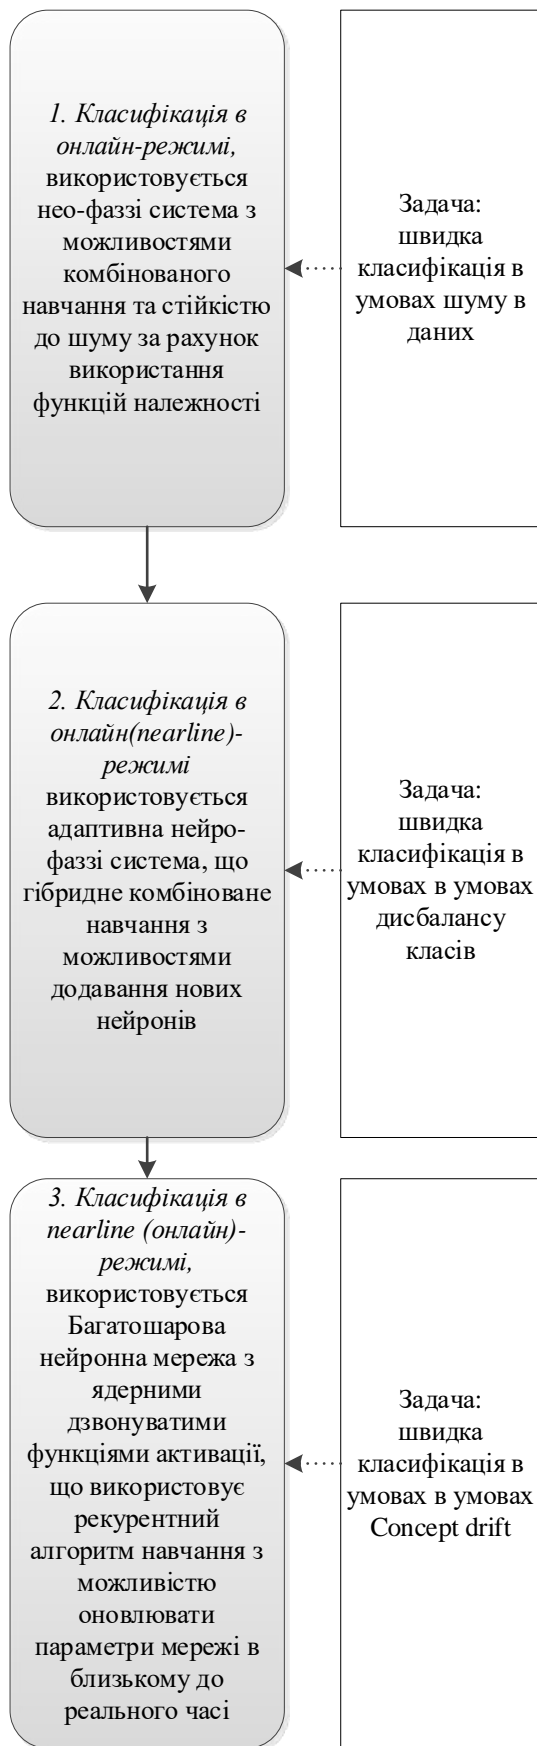 1. Класифікація в
онлайн-режимі,
використовується
нео-фаззі система з
можливостями
комбінованого
навчання та стійкістю
до шуму за рахунок
використання
функцій належності
Задача:
швидка
класифікація в
умовах шуму в
даних
2. Класифікація в
онлайн(nearline)-
режимі
використовується
адаптивна нейро-
фаззі система, що
гібридне комбіноване
навчання з
можливостями
додавання нових
нейронів
Задача:
швидка
класифікація в
умовах в умовах
дисбалансу
класів
3. Класифікація в
nearline (онлайн)-
режимі,
використовується
Багатошарова
нейронна мережа з
ядерними
дзвонуватими
функціями активації,
що використовує
рекурентний
алгоритм навчання з
можливістю
оновлювати
параметри мережі в
близькому до
реального часі
Задача:
швидка
класифікація в
умовах в умовах
Concept drift